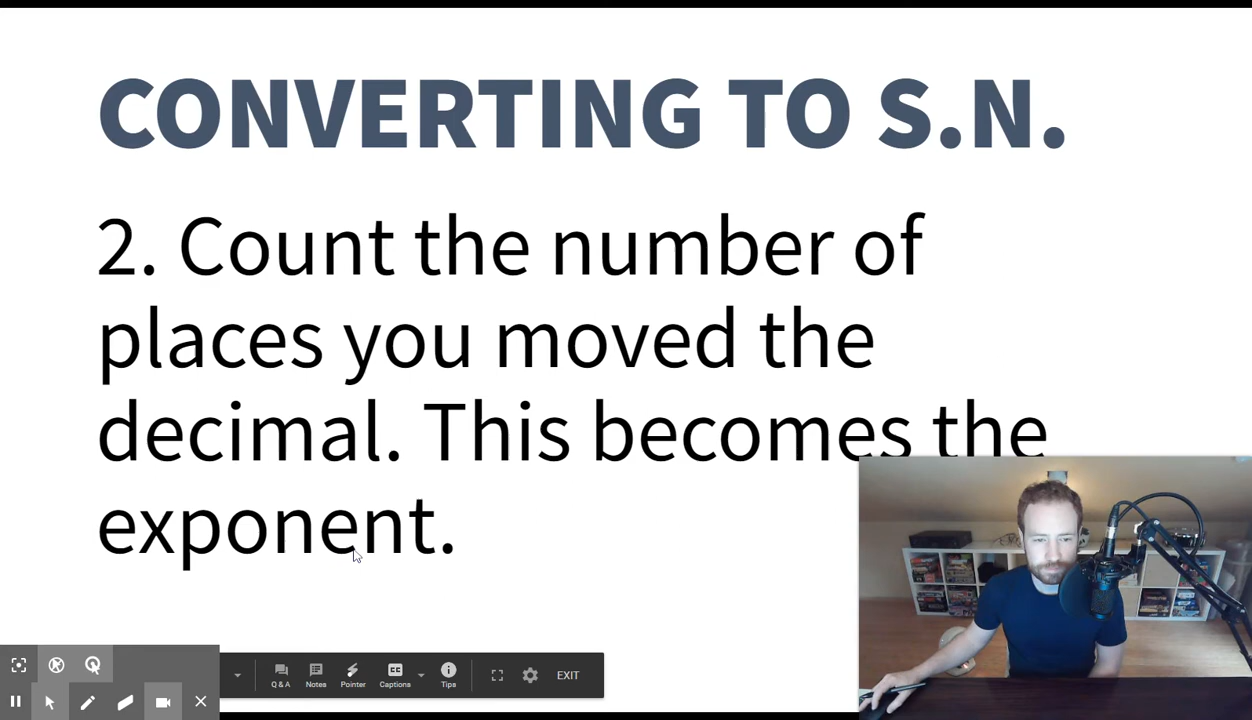 CONVERTING TO S.N.
2. Count the number of
places you moved the
decimal. This becomes the
exponent.
Q & A Notes Pointer Captions Tips EXIT